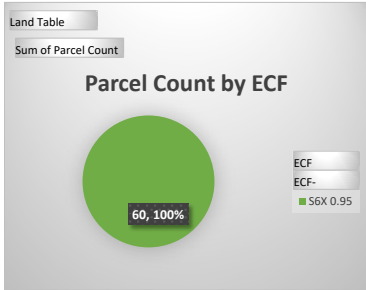 Land Table
Sum of Parcel Count
Parcel Count by ECF
60, 100%
ECF
ECF-
S6X 0.95